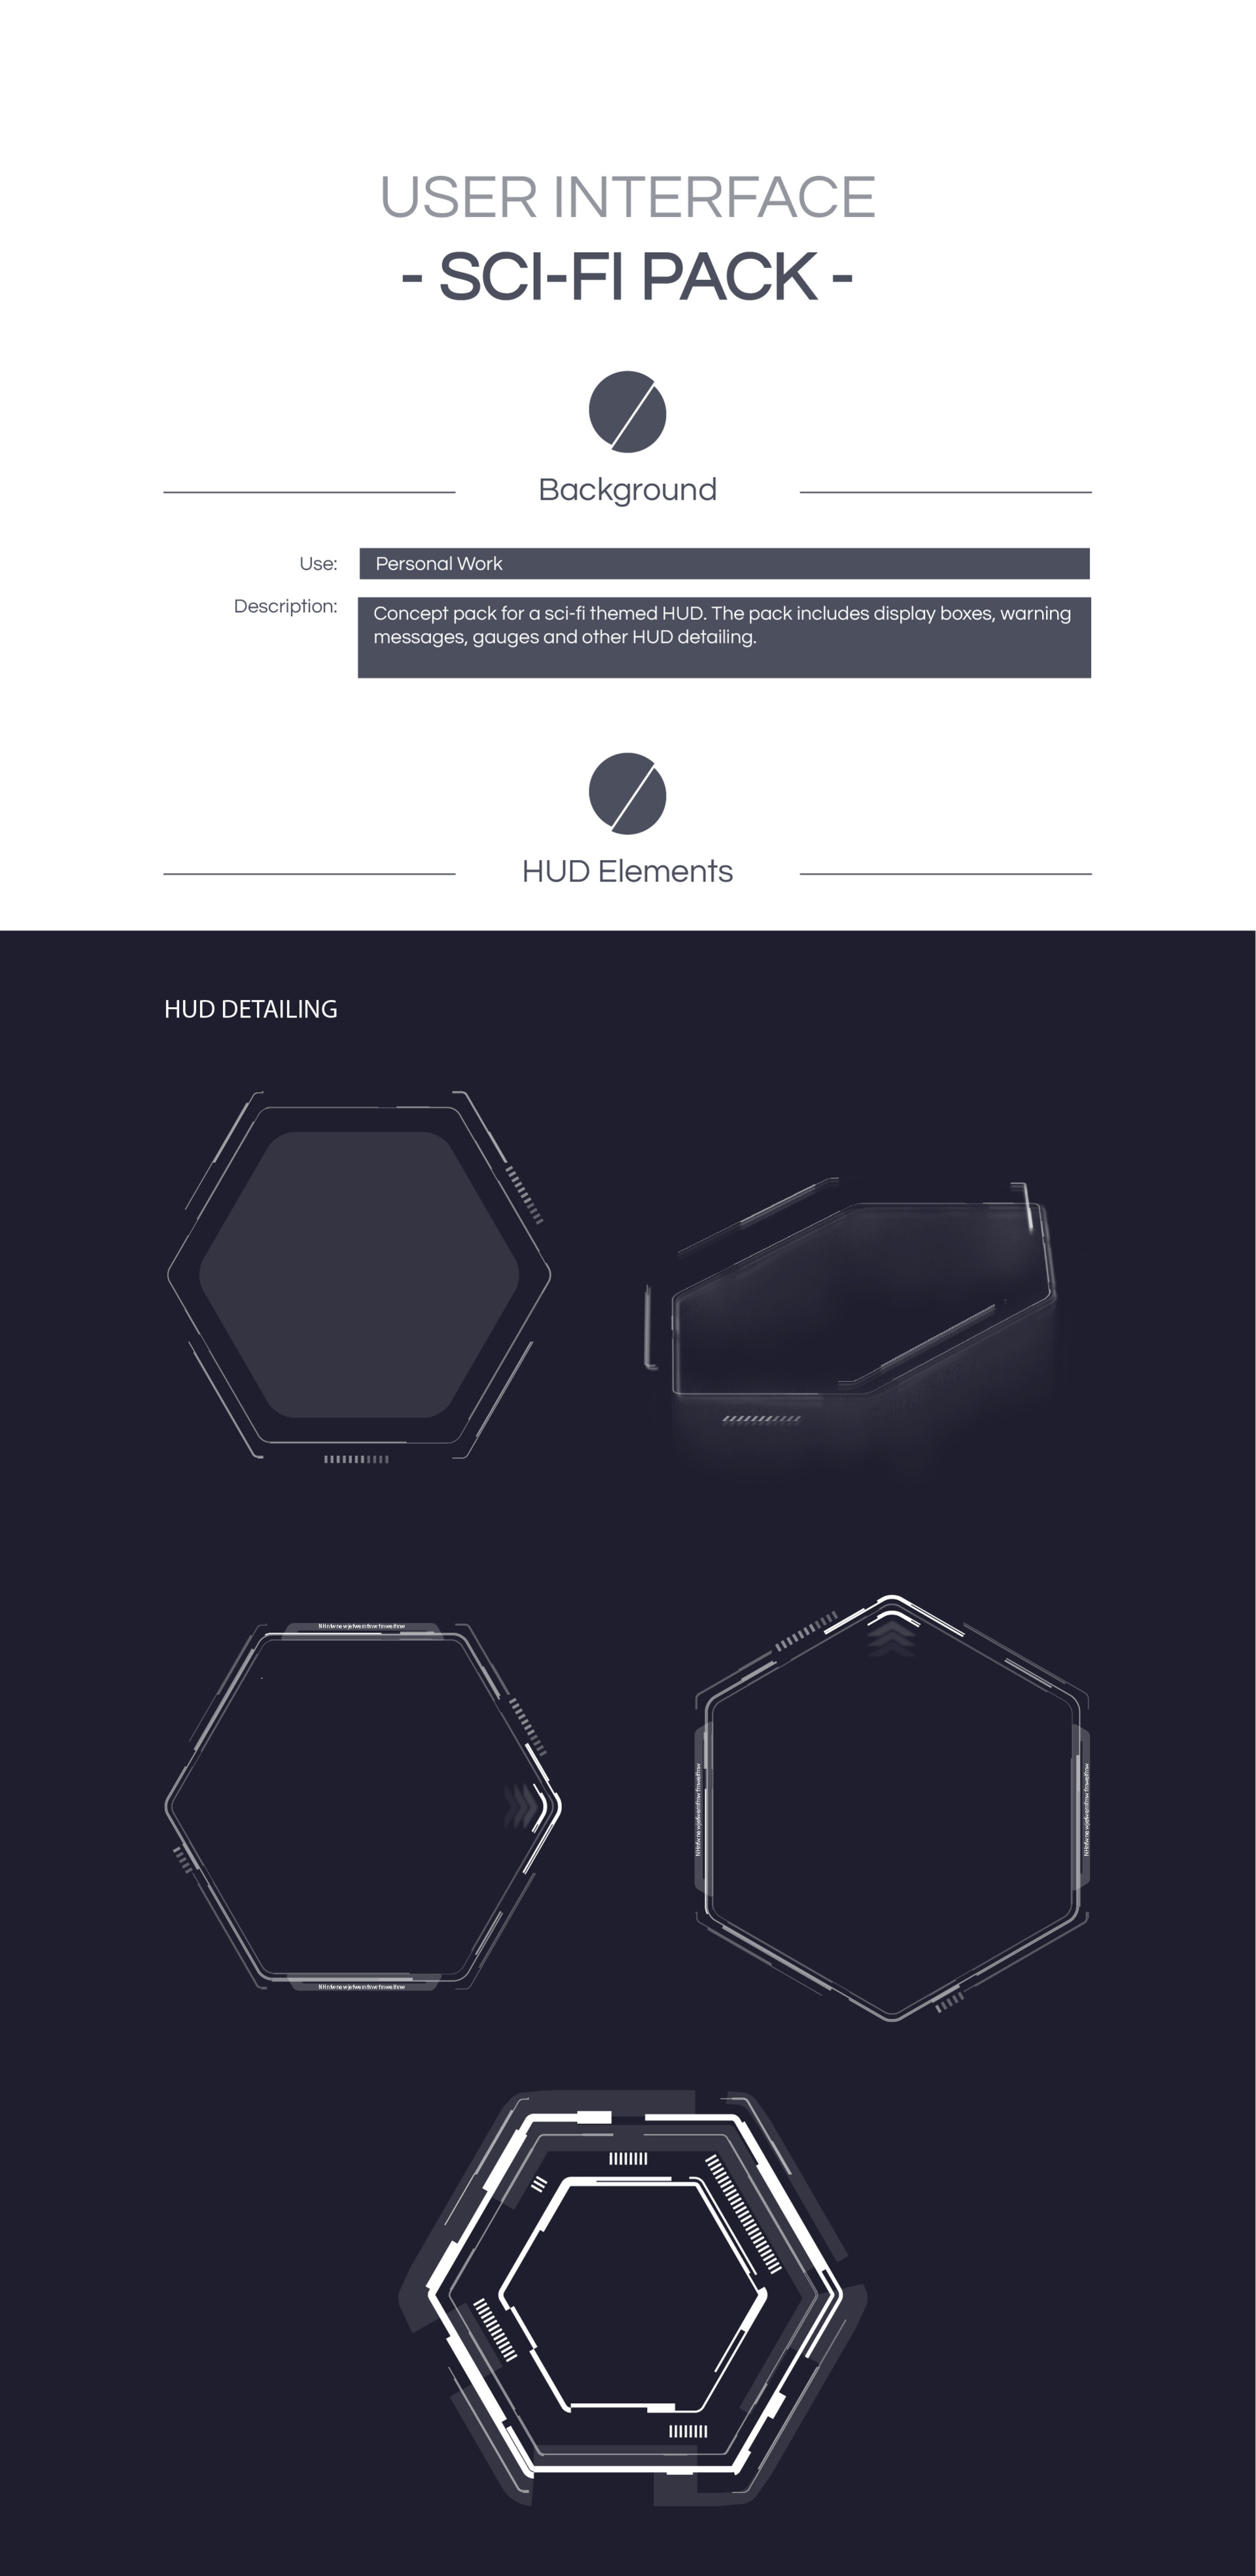 USER INTERFACE
- SCI-FI PACK -
Background
Use:
Personal Work
Description:
Concept pack for a sci-fi themed HUD. The pack includes display boxes, warning
messages, gauges and other HUD detailing.
HUD Elements
HUD DETAILING